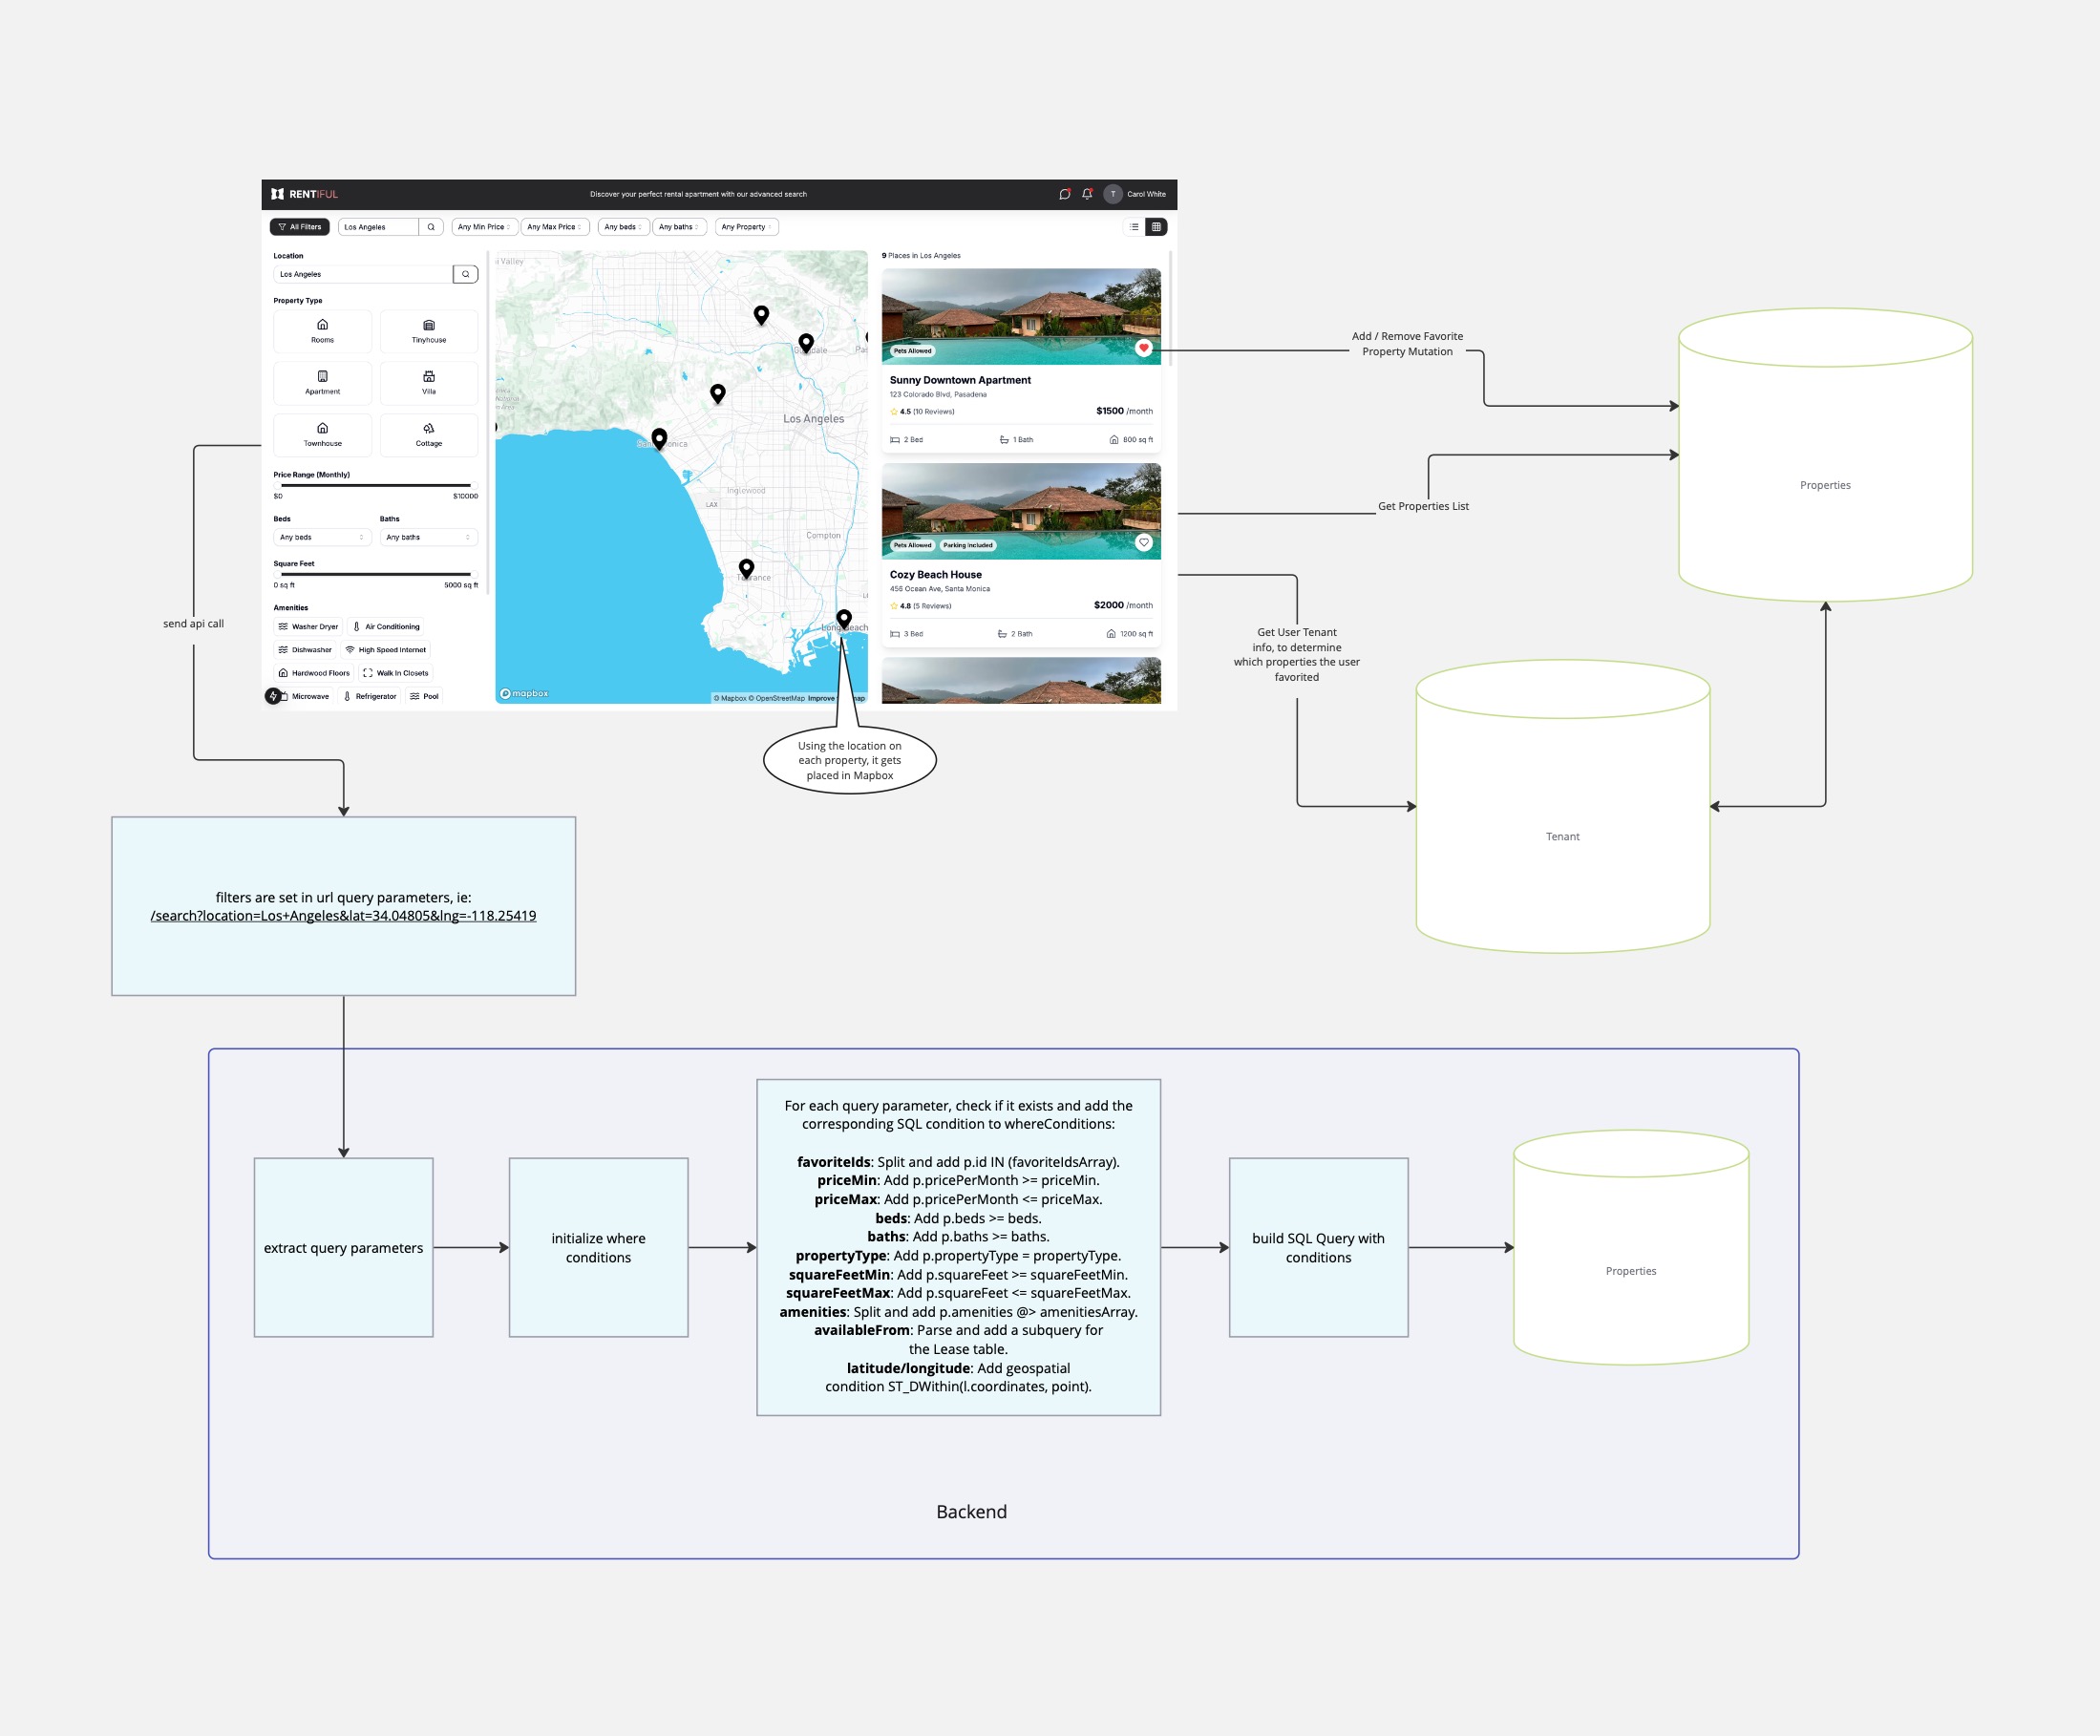 RENTIFUL
Discover your perfect rental apartment with our advanced search
T
Carol White
All Filters
Los Angeles
Any Min Price
Any Max Price
Any beds
Any baths
Any Property
Location
Los Angeles
Property Type
Rooms
Tinyhouse
Apartment
Villa
Townhouse
Cottage
Price Range (Monthly)
$0
$10000
Beds
Baths
Any beds
Any baths
Square Feet
0 sq ft
5000 sq ft
Amenities
Washer Dryer
Air Conditioning
Dishwasher
High Speed Internet
Hardwood Floors
Walk In Closets
Microwave
Refrigerator
Pool
Valley
Los Angeles
Inglewood
LAX
Compton
mapbox
© Mapbox © OpenStreetMap Improve
map
9 Places in Los Angeles
Pets Allowed
Sunny Downtown Apartment
123 Colorado Blvd, Pasadena
4.5 (10 Reviews)
$1500 /month
2 Bed
1 Bath
800 sq ft
Pets Allowed
Parking Included
Cozy Beach House
456 Ocean Ave, Santa Monica
4.8 (5 Reviews)
$2000 /month
3 Bed
2 Bath
1200 sq ft
Using the location on
each property, it gets
placed in Mapbox
Add / Remove Favorite
Property Mutation
Get Properties List
Properties
Get User Tenant
info, to determine
which properties the user
favorited
Tenant
send api call
filters are set in url query parameters, ie:
/search?location=Los+Angeles&lat=34.04805&lng=-118.25419
extract query parameters
initialize where
conditions
For each query parameter, check if it exists and add the
corresponding SQL condition to whereConditions:
favoriteIds: Split and add p.id IN (favoriteIdsArray).
priceMin: Add p.pricePerMonth >= priceMin.
priceMax: Add p.pricePerMonth <= priceMax.
beds: Add p.beds >= beds.
baths: Add p.baths >= baths.
propertyType: Add p.propertyType = propertyType.
squareFeetMin: Add p.squareFeet >= squareFeetMin.
squareFeetMax: Add p.squareFeet <= squareFeetMax.
amenities: Split and add p.amenities @> amenitiesArray.
availableFrom: Parse and add a subquery for
the Lease table.
latitude/longitude: Add geospatial
condition ST_DWithin(l.coordinates, point).
build SQL Query with
conditions
Properties
Backend